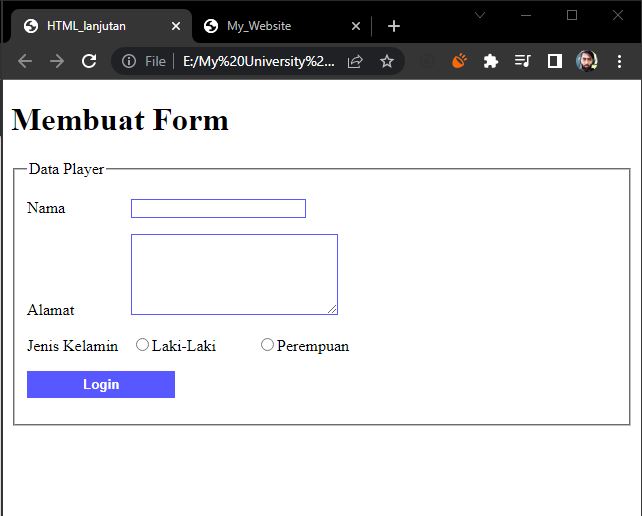 HTML_lanjutan
My_Website
File
E:/My%20University%2...
Membuat Form
Data Player
Nama
Alamat
Jenis Kelamin Laki-Laki Perempuan
Login